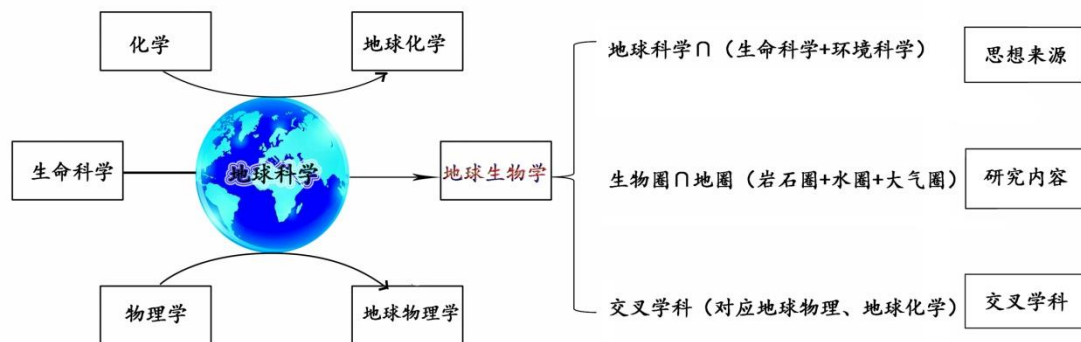 化学
地球化学
地球科学∩（生命科学+环境科学）
思想来源
生命科学
地球科学
地球生物学
生物圈∩地圈（岩石圈+水圈+大气圈）
研究内容
物理学
地球物理学
交叉学科（对应地球物理、地球化学）
交叉学科